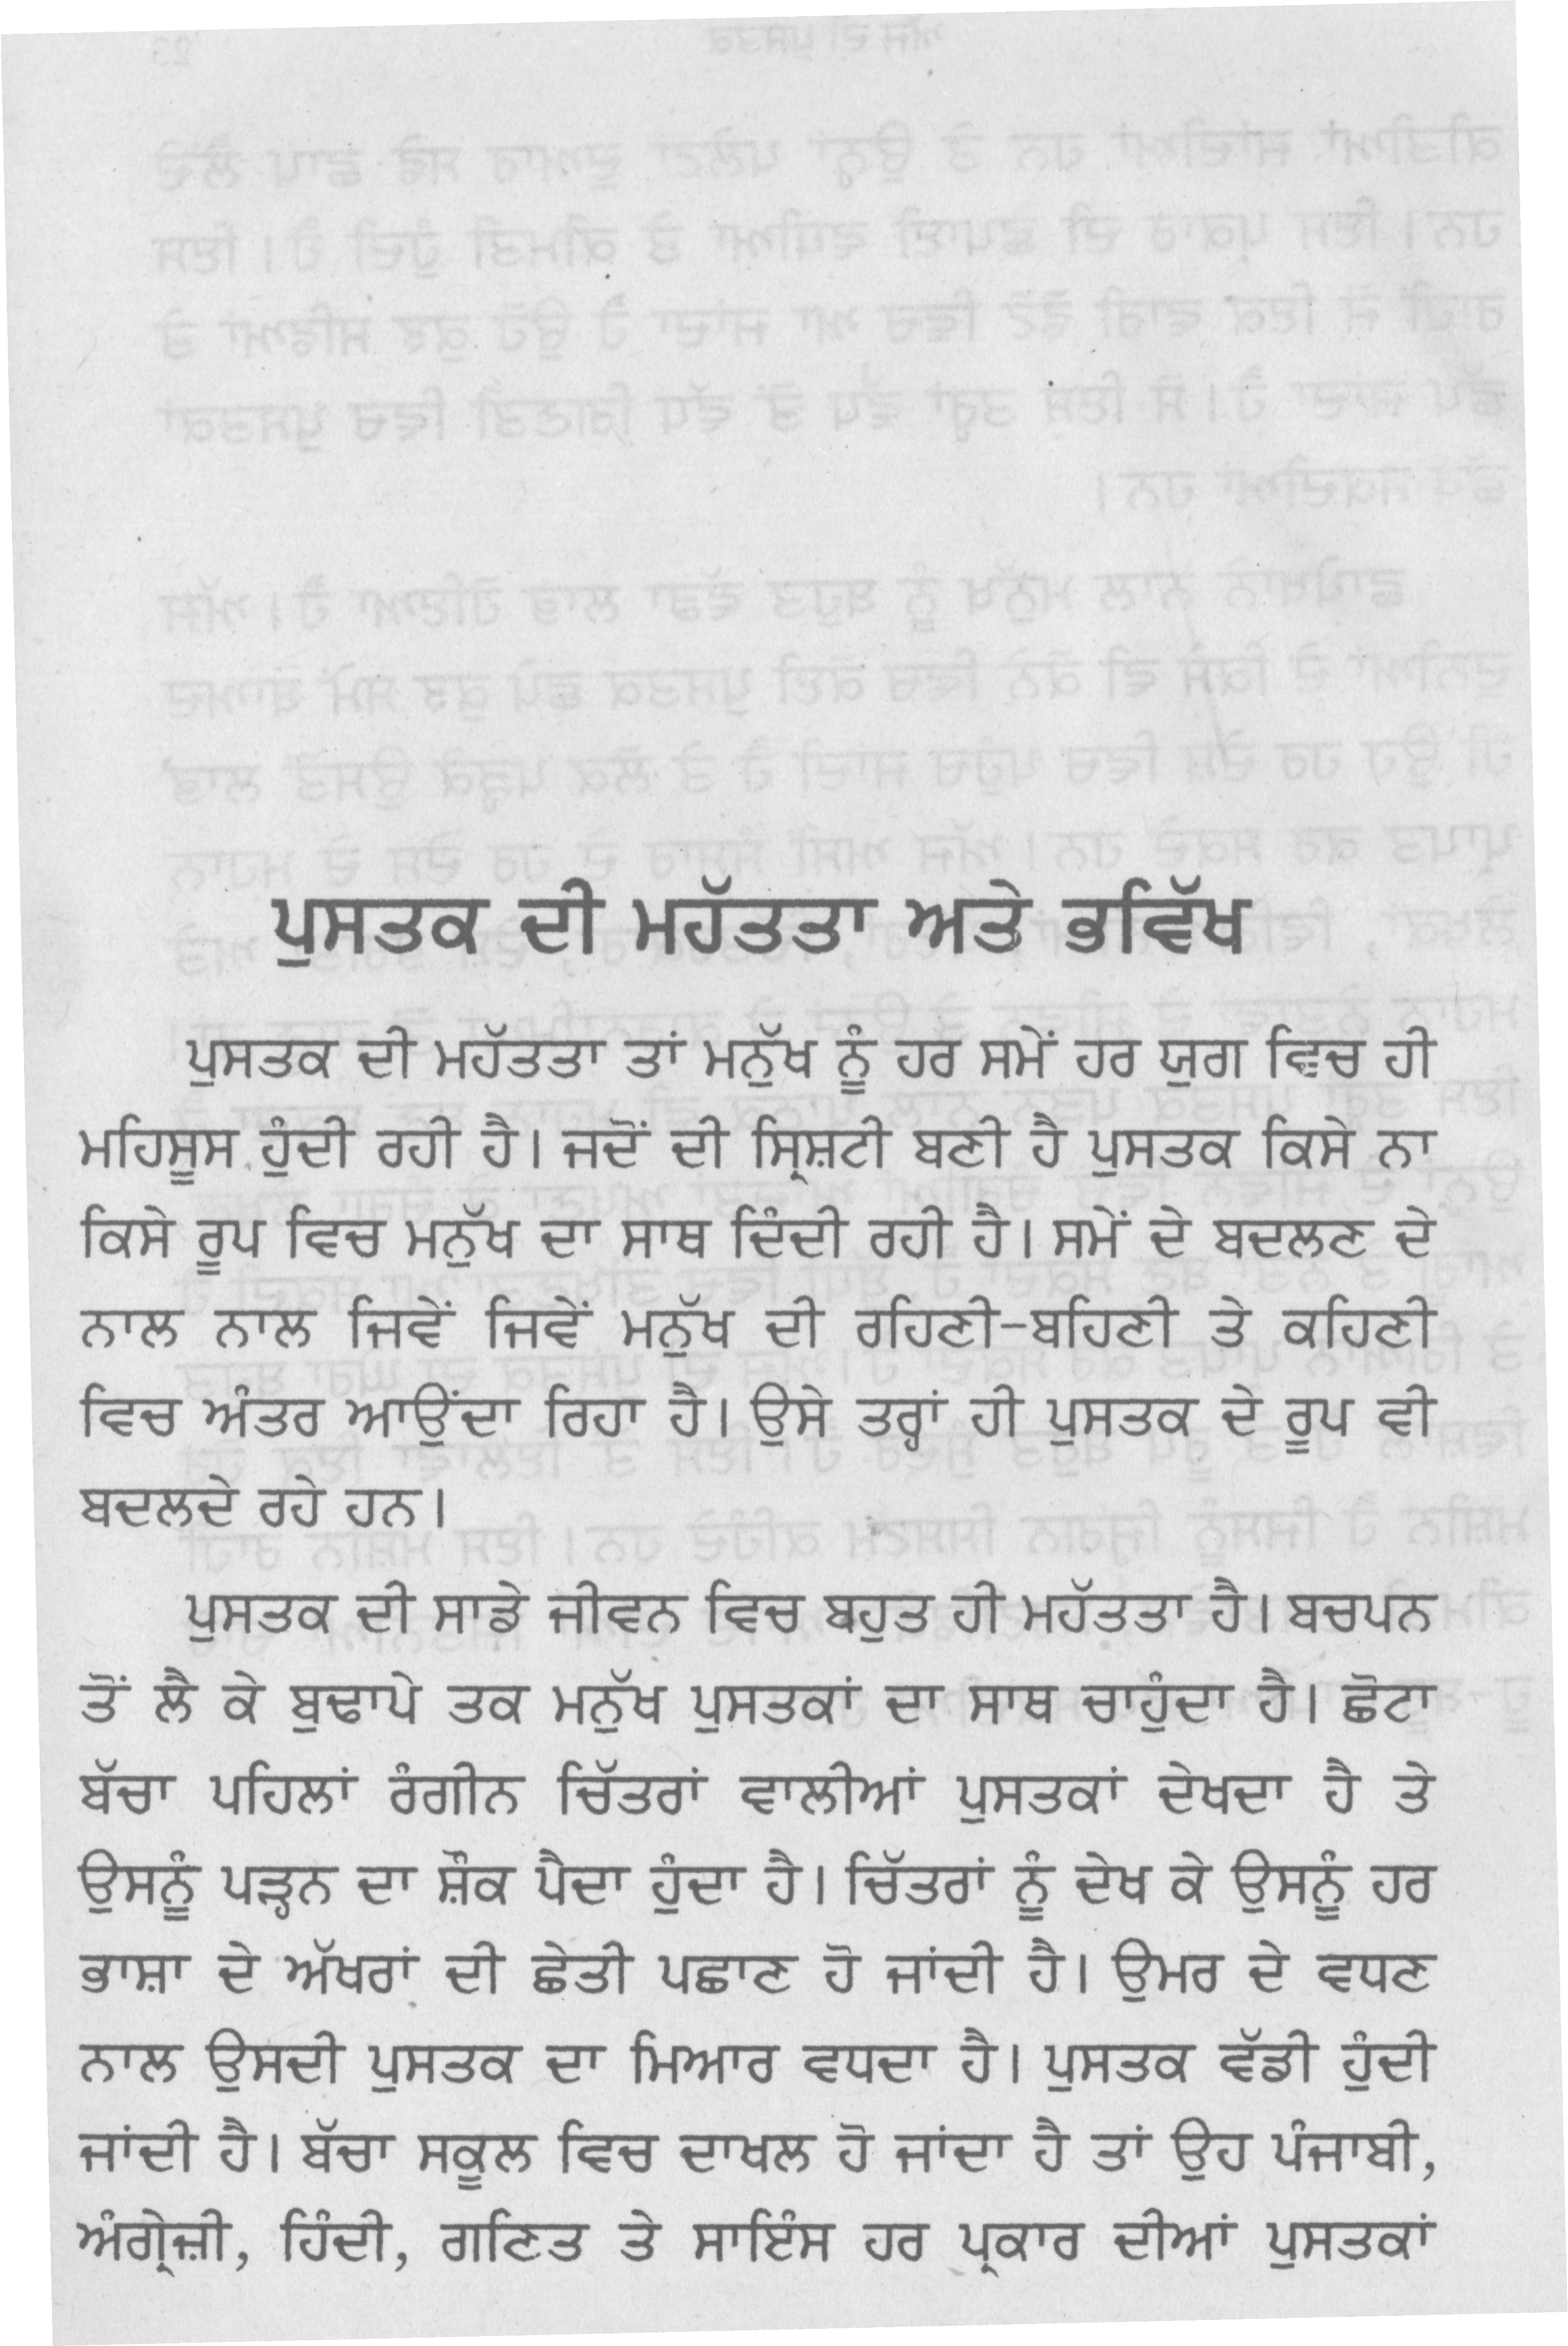 ਪੁਸਤਕ ਦੀ ਮਹੱਤਤਾ ਅਤੇ ਭਵਿੱਖ
ਪੁਸਤਕ ਦੀ ਮਹੱਤਤਾ ਤਾਂ ਮਨੁੱਖ ਨੂੰ ਹਰ ਸਮੇਂ ਹਰ ਯੁਗ ਵਿਚ ਹੀ
ਮਹਿਸੂਸ ਹੁੰਦੀ ਰਹੀ ਹੈ। ਜਦੋਂ ਦੀ ਸ੍ਰਿਸ਼ਟੀ ਬਣੀ ਹੈ ਪੁਸਤਕ ਕਿਸੇ ਨਾ
ਕਿਸੇ ਰੂਪ ਵਿਚ ਮਨੁੱਖ ਦਾ ਸਾਥ ਦਿੰਦੀ ਰਹੀ ਹੈ। ਸਮੇਂ ਦੇ ਬਦਲਣ ਦੇ
ਨਾਲ ਨਾਲ ਜਿਵੇਂ ਜਿਵੇਂ ਮਨੁੱਖ ਦੀ ਰਹਿਣੀ-ਬਹਿਣੀ ਤੇ ਕਹਿਣੀ
ਵਿਚ ਅੰਤਰ ਆਉਂਦਾ ਰਿਹਾ ਹੈ। ਉਸੇ ਤਰ੍ਹਾਂ ਹੀ ਪੁਸਤਕ ਦੇ ਰੂਪ ਵੀ
ਬਦਲਦੇ ਰਹੇ ਹਨ।
ਪੁਸਤਕ ਦੀ ਸਾਡੇ ਜੀਵਨ ਵਿਚ ਬਹੁਤ ਹੀ ਮਹੱਤਤਾ ਹੈ। ਬਚਪਨ
ਤੋਂ ਲੈ ਕੇ ਬੁਢਾਪੇ ਤਕ ਮਨੁੱਖ ਪੁਸਤਕਾਂ ਦਾ ਸਾਥ ਚਾਹੁੰਦਾ ਹੈ। ਛੋਟਾ
ਬੱਚਾ ਪਹਿਲਾਂ ਰੰਗੀਨ ਚਿੱਤਰਾਂ ਵਾਲੀਆਂ ਪੁਸਤਕਾਂ ਦੇਖਦਾ ਹੈ ਤੇ
ਉਸਨੂੰ ਪੜ੍ਹਨ ਦਾ ਸ਼ੌਕ ਪੈਦਾ ਹੁੰਦਾ ਹੈ। ਚਿੱਤਰਾਂ ਨੂੰ ਦੇਖ ਕੇ ਉਸਨੂੰ ਹਰ
ਭਾਸ਼ਾ ਦੇ ਅੱਖਰਾਂ ਦੀ ਛੇਤੀ ਪਛਾਣ ਹੋ ਜਾਂਦੀ ਹੈ। ਉਮਰ ਦੇ ਵਧਣ
ਨਾਲ ਉਸਦੀ ਪੁਸਤਕ ਦਾ ਮਿਆਰ ਵਧਦਾ ਹੈ। ਪੁਸਤਕ ਵੱਡੀ ਹੁੰਦੀ
ਜਾਂਦੀ ਹੈ। ਬੱਚਾ ਸਕੂਲ ਵਿਚ ਦਾਖਲ ਹੋ ਜਾਂਦਾ ਹੈ ਤਾਂ ਉਹ ਪੰਜਾਬੀ,
ਅੰਗ੍ਰੇਜ਼ੀ, ਹਿੰਦੀ, ਗਣਿਤ ਤੇ ਸਾਇੰਸ ਹਰ ਪ੍ਰਕਾਰ ਦੀਆਂ ਪੁਸਤਕਾਂ